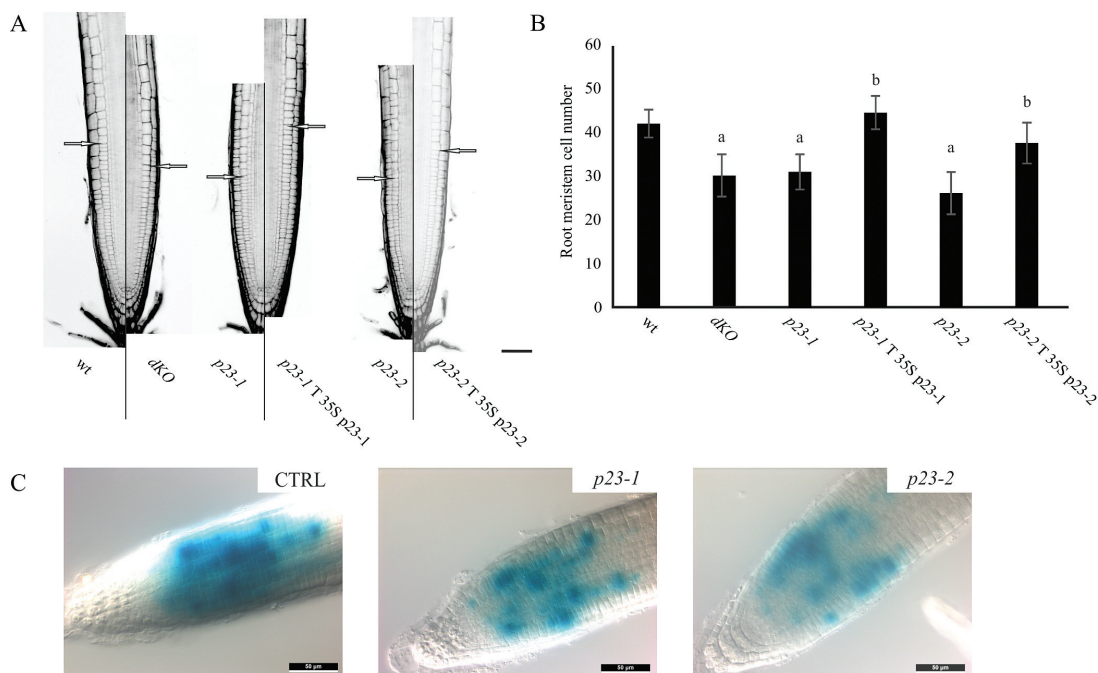 A
wt
dKO
p23-1
p23-1 T 35S p23-1
p23-2
p23-2 T 35S p23-2
B
Root meristem cell number
60
50
40
30
20
10
0
a
a
b
a
b
wt
dKO
p23-1
p23-1 T 35S p23-1
p23-2
p23-2 T 35S p23-2
C
CTRL
p23-1
p23-2
50 µm
50 µm
50 µm